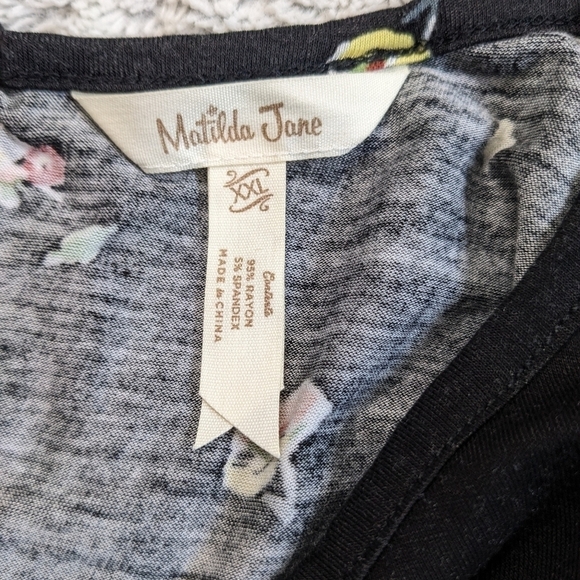 Matilda Jane
XXL
Contents
95% RAYON
5% SPANDEX
MADE in CHINA